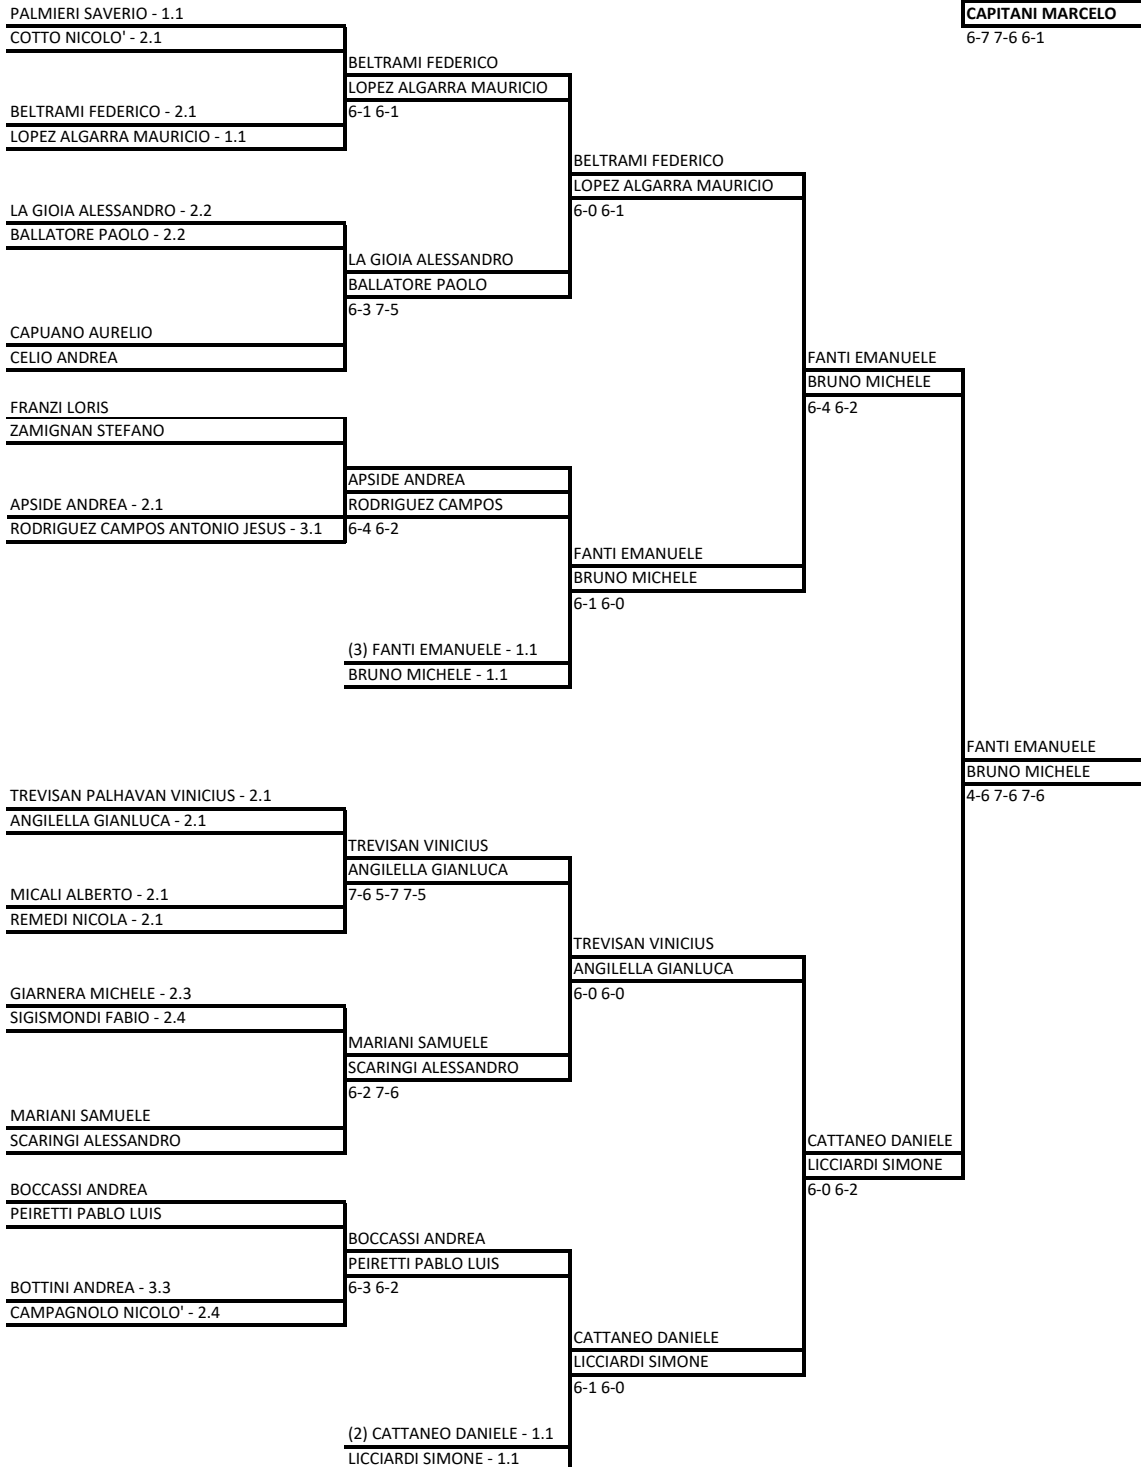 PALMIERI SAVERIO - 1.1
COTTO NICOLO' - 2.1
CAPITANI MARCELO
6-7 7-6 6-1
BELTRAMI FEDERICO
LOPEZ ALGARRA MAURICIO
BELTRAMI FEDERICO - 2.1
6-1 6-1
LOPEZ ALGARRA MAURICIO - 1.1
BELTRAMI FEDERICO
LOPEZ ALGARRA MAURICIO
LA GIOIA ALESSANDRO - 2.2
6-0 6-1
BALLATORE PAOLO - 2.2
LA GIOIA ALESSANDRO
BALLATORE PAOLO
6-3 7-5
CAPUANO AURELIO
CELIO ANDREA
FANTI EMANUELE
BRUNO MICHELE
FRANZI LORIS
6-4 6-2
ZAMIGNAN STEFANO
APSIDE ANDREA
APSIDE ANDREA - 2.1
RODRIGUEZ CAMPOS
RODRIGUEZ CAMPOS ANTONIO JESUS - 3.1
6-4 6-2
FANTI EMANUELE
BRUNO MICHELE
6-1 6-0
(3) FANTI EMANUELE - 1.1
BRUNO MICHELE - 1.1
FANTI EMANUELE
BRUNO MICHELE
4-6 7-6 7-6
TREVISAN PALHAVAN VINICIUS - 2.1
ANGILELLA GIANLUCA - 2.1
TREVISAN VINICIUS
ANGILELLA GIANLUCA
MICALI ALBERTO - 2.1
7-6 5-7 7-5
REMEDI NICOLA - 2.1
TREVISAN VINICIUS
ANGILELLA GIANLUCA
GIARNERA MICHELE - 2.3
6-0 6-0
SIGISMONDI FABIO - 2.4
MARIANI SAMUELE
SCARINGI ALESSANDRO
6-2 7-6
MARIANI SAMUELE
SCARINGI ALESSANDRO
CATTANEO DANIELE
LICCIARDI SIMONE
BOCCASSI ANDREA
6-0 6-2
PEIRETTI PABLO LUIS
BOCCASSI ANDREA
PEIRETTI PABLO LUIS
BOTTINI ANDREA - 3.3
6-3 6-2
CAMPAGNOLO NICOLO' - 2.4
CATTANEO DANIELE
LICCIARDI SIMONE
6-1 6-0
(2) CATTANEO DANIELE - 1.1
LICCIARDI SIMONE - 1.1